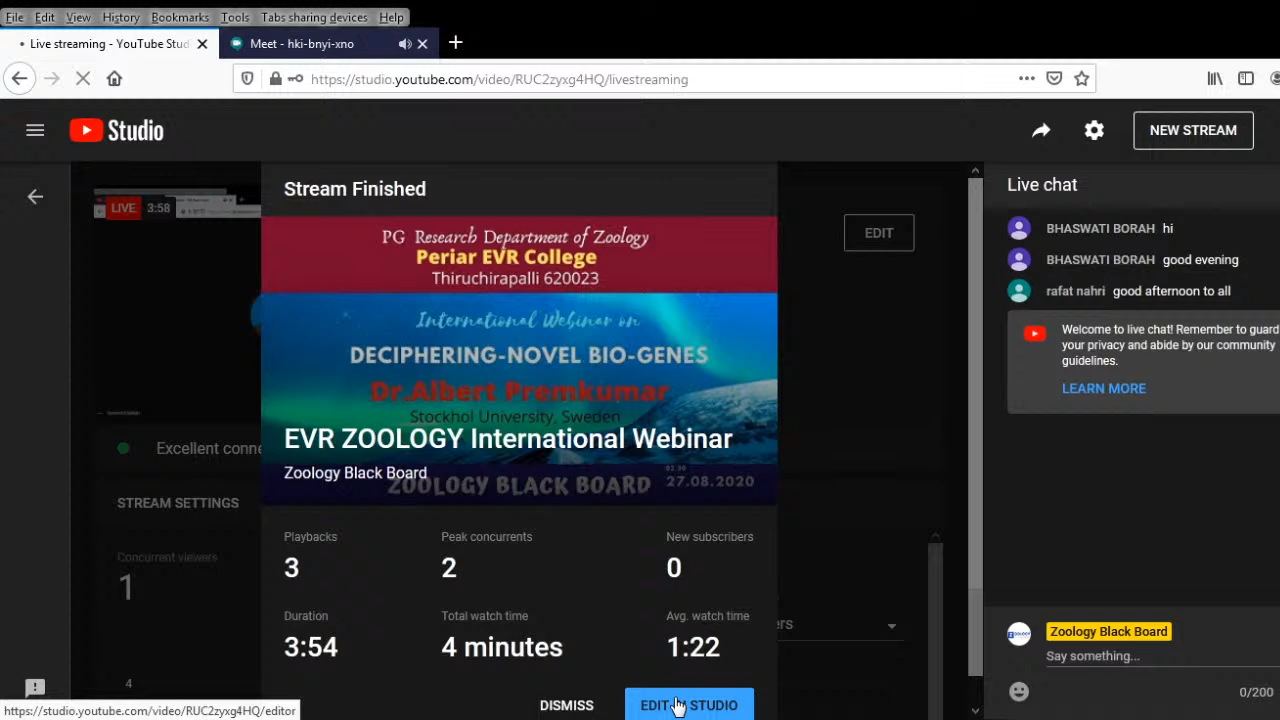 File Edit View History Bookmarks Tools Tabs sharing devices Help
Live streaming - YouTube Stud
Meet - hki-bnyi-xno
https://studio.youtube.com/video/RUC2zyxg4HQ/livestreaming
Studio
NEW STREAM
LIVE 3:58
EDIT
Excellent conne
STREAM SETTINGS
Concurrent viewers
1
4
ers
Stream Finished
PG Research Department of Zoology
Periar EVR College
Thiruchirapalli 620023
International Webinar on
DECIPHERING-NOVEL BIO-GENES
Dr.Albert Premkumar
Stockhol University, Sweden
EVR ZOOLOGY International Webinar
Zoology Black Board
ZOOLOGY BLACK BOARD
02.30
27.08.2020
Playbacks Peak concurrents New subscribers
3 2 0
Duration Total watch time Avg. watch time
3:54 4 minutes 1:22
DISMISS
EDIT STUDIO
Live chat
BHASWATI BORAH hi
BHASWATI BORAH good evening
rafat nahri good afternoon to all
Welcome to live chat! Remember to guard
your privacy and abide by our community
guidelines.
LEARN MORE
Zoology Black Board
Say something...
0/200
https://studio.youtube.com/video/RUC2zyxg4HQ/editor